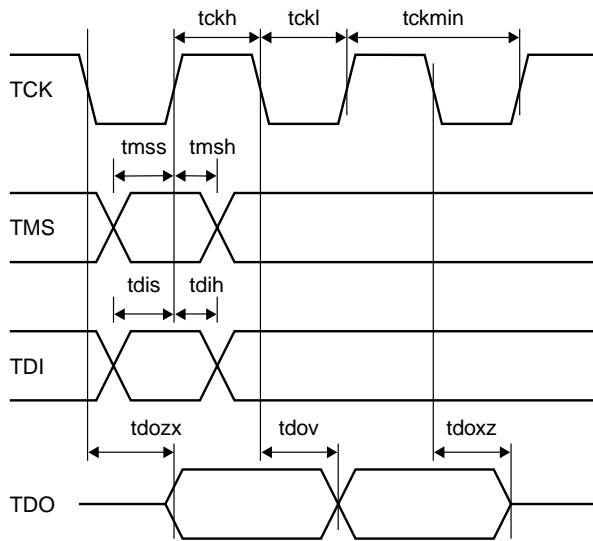 tckh tckl tckmin
TCK
tmss tmsh
TMS
tdis tdih
TDI
tdozx tdov tdoxz
TDO